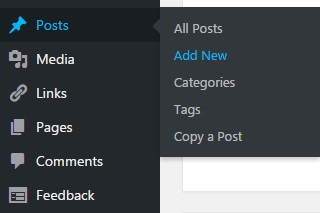 Posts
Media
Links
Pages
Comments
Feedback
All Posts
Add New
Categories
Tags
Copy a Post